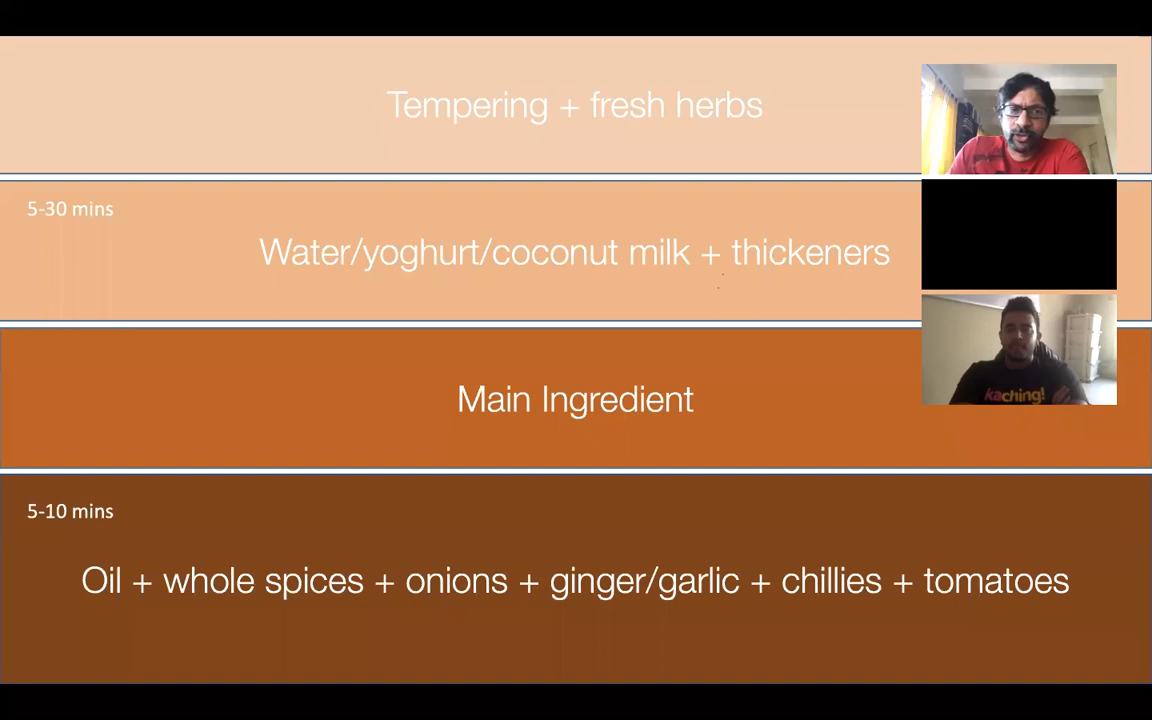 Tempering + fresh herbs
5-30 mins
Water/yoghurt/coconut milk + thickeners
kaching!
Main Ingredient
5-10 mins
Oil + whole spices + onions + ginger/garlic + chillies + tomatoes